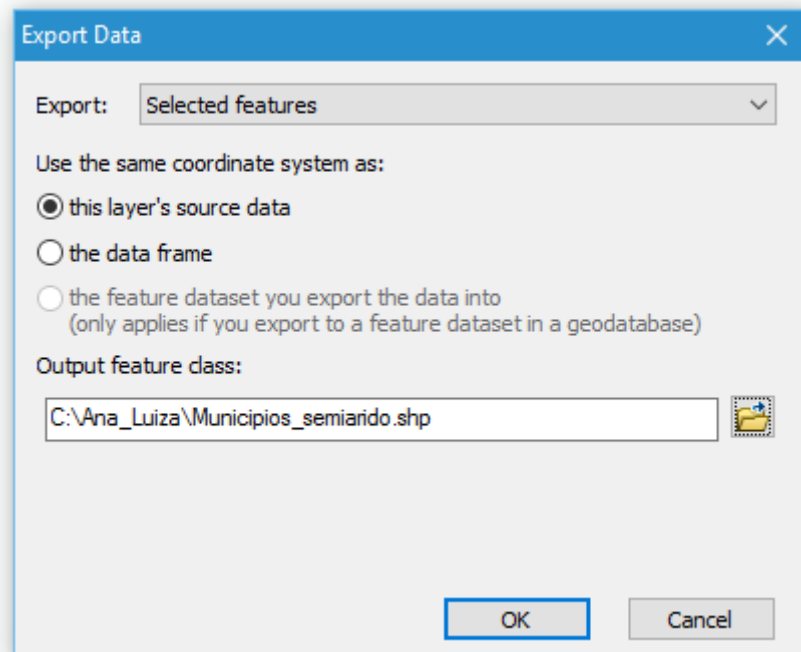 Export Data
Export: Selected features
Use the same coordinate system as:
this layer's source data
the data frame
the feature dataset you export the data into
(only applies if you export to a feature dataset in a geodatabase)
Output feature class:
C:\Ana_Luiza\Municipios_semiarido.shp
OK Cancel